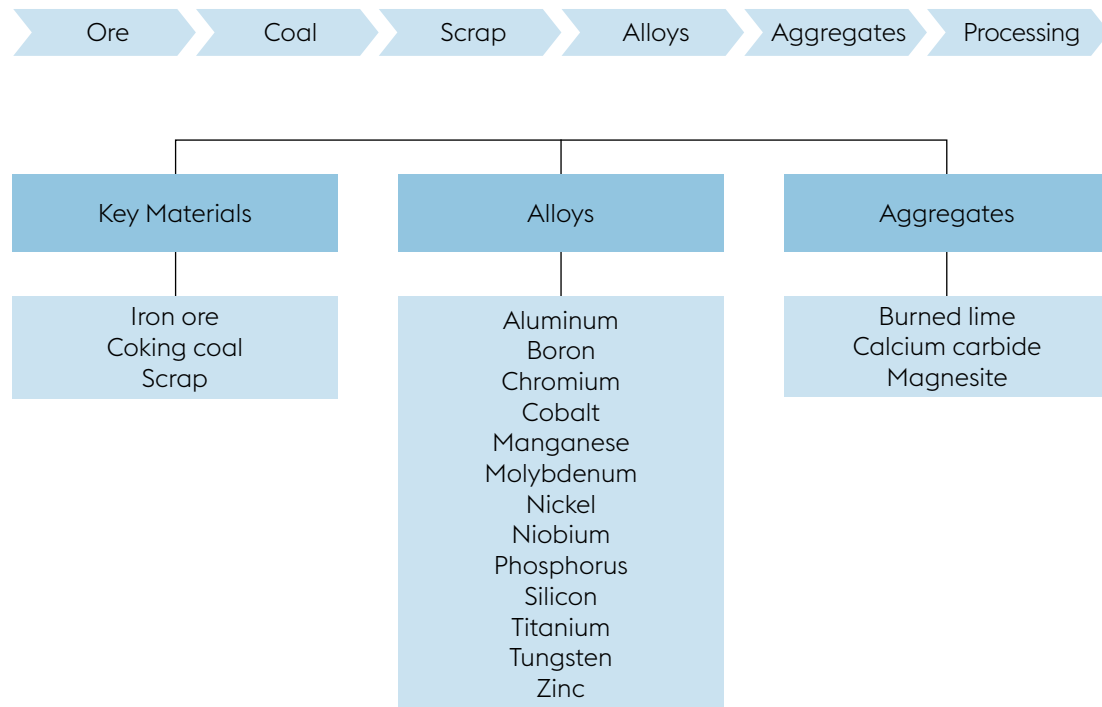 Ore
Coal
Scrap
Alloys
Aggregates
Processing
Key Materials
Iron ore
Coking coal
Scrap
Alloys
Aluminum
Boron
Chromium
Cobalt
Manganese
Molybdenum
Nickel
Niobium
Phosphorus
Silicon
Titanium
Tungsten
Zinc
Aggregates
Burned lime
Calcium carbide
Magnesite